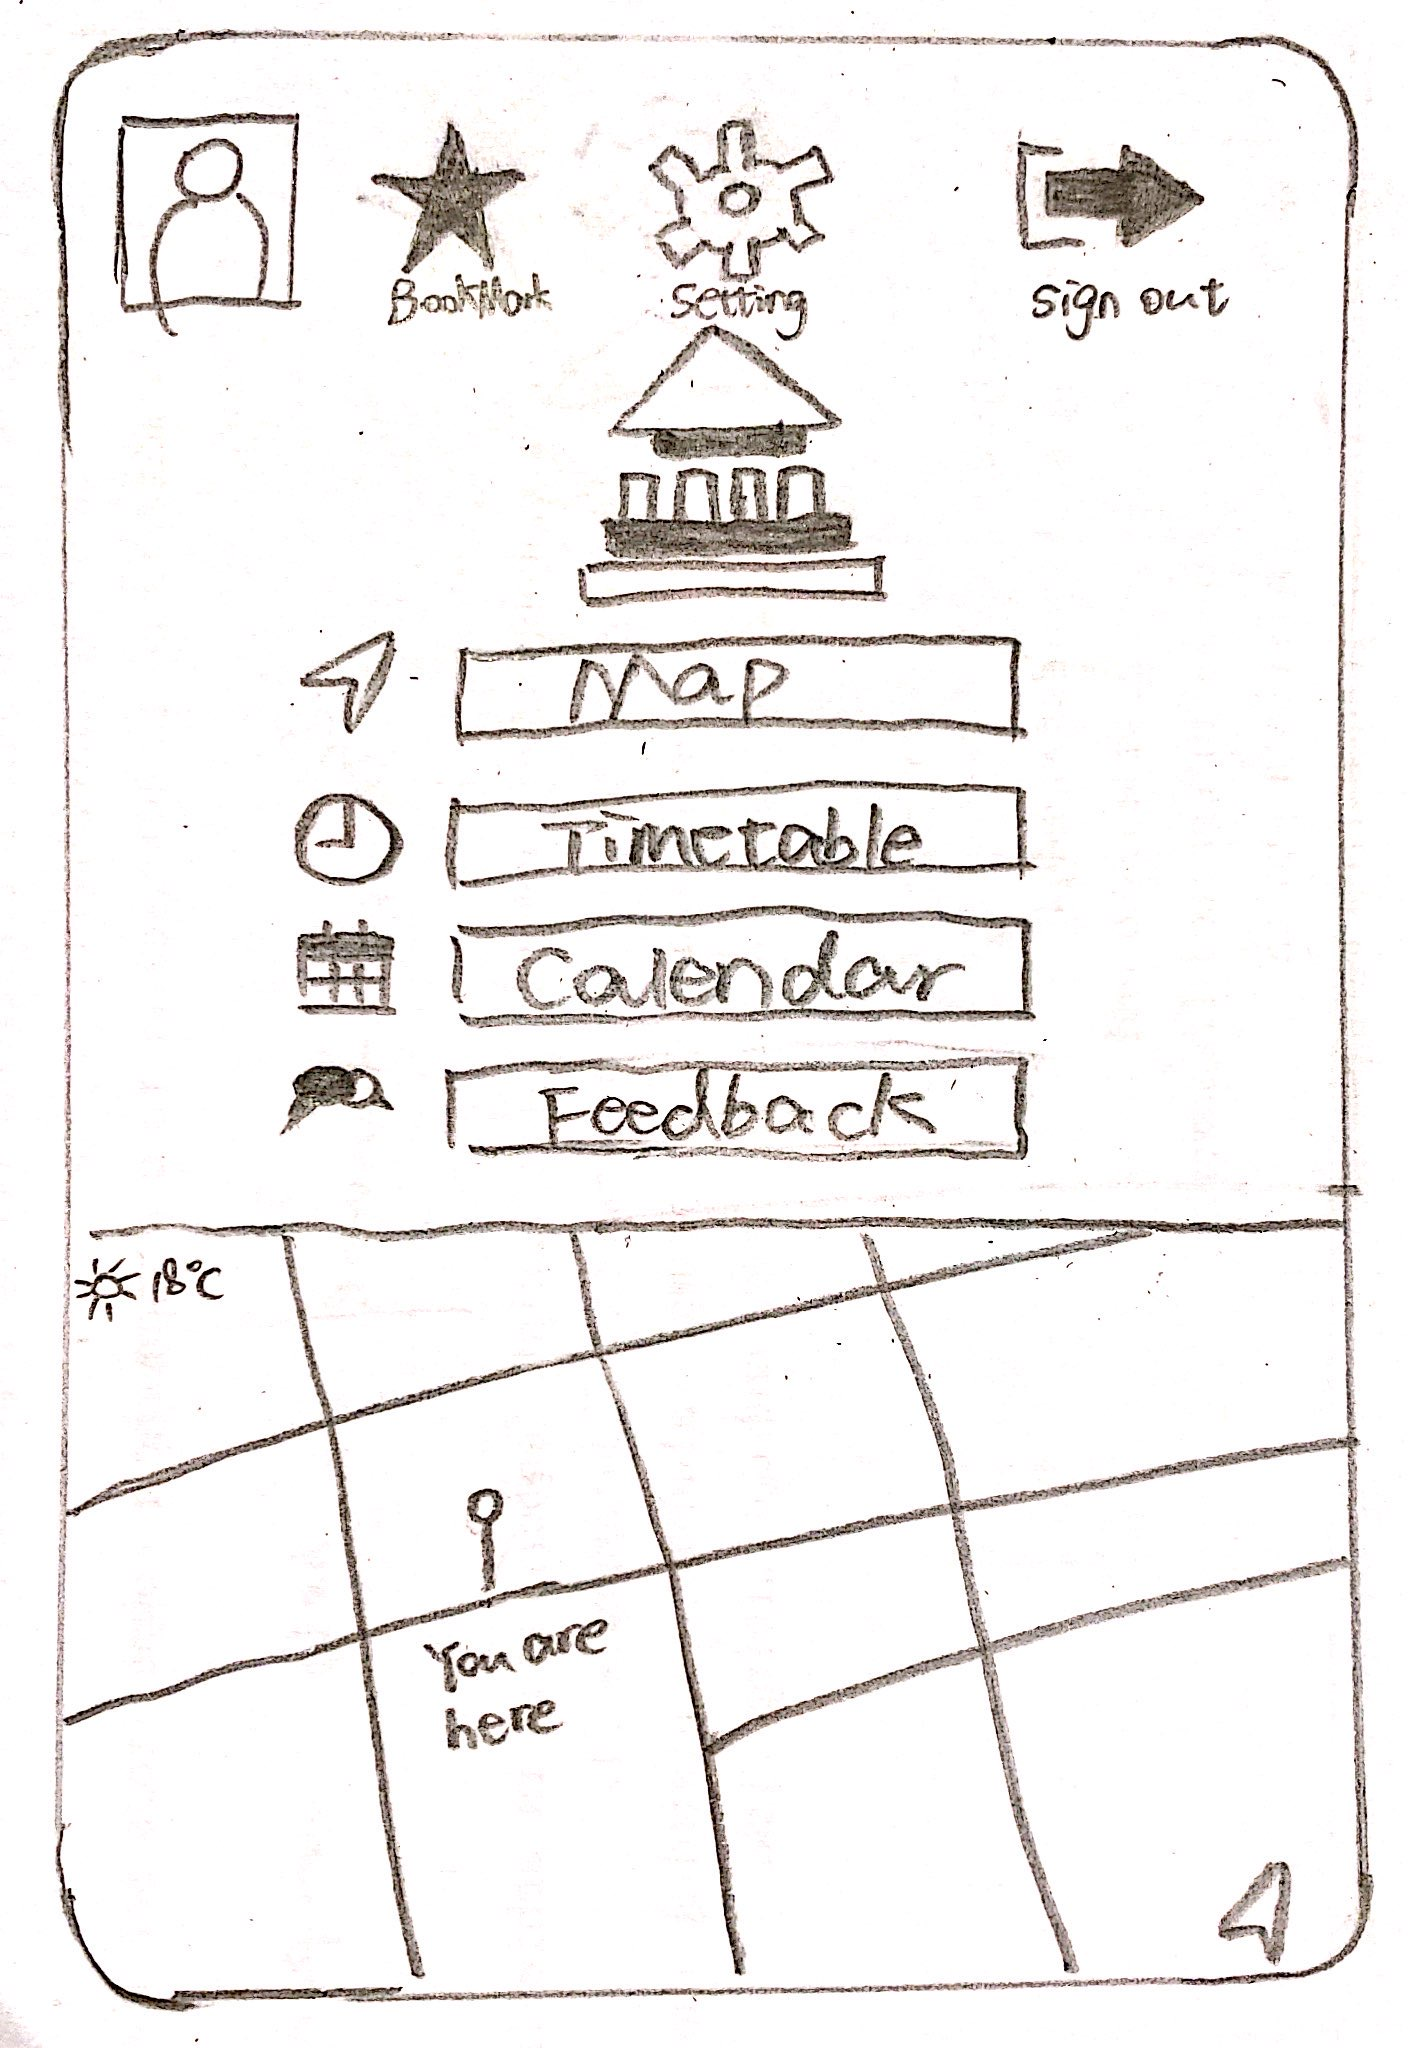 BookMark
Setting
sign out
Map
Timetable
Calendar
Feedback
18°C
You are
here